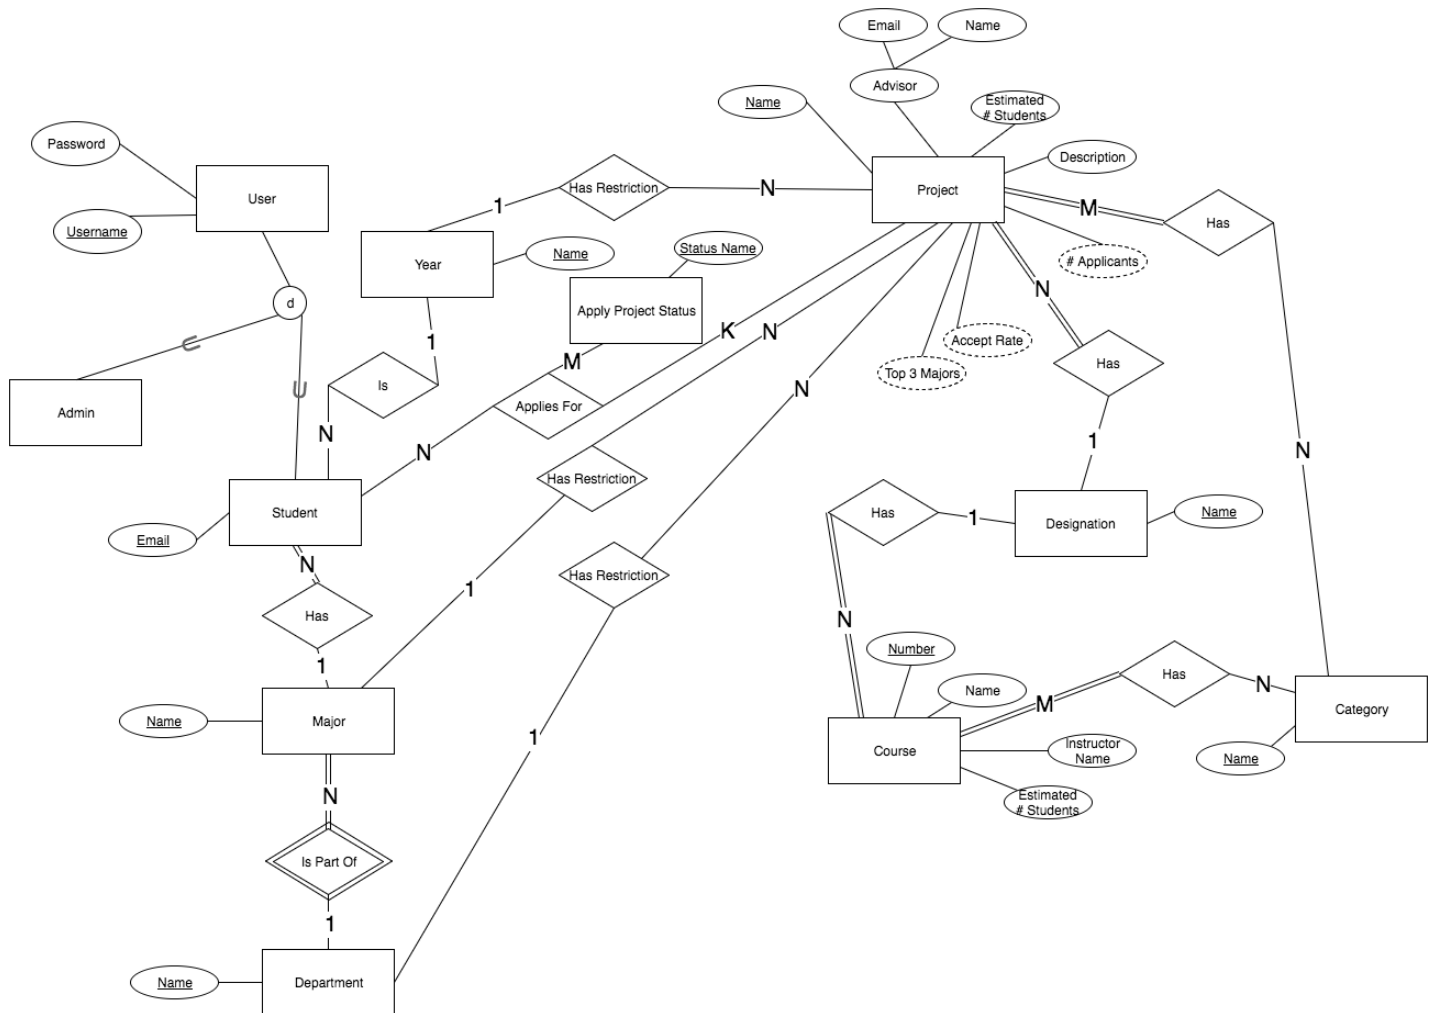 Email
Name
Advisor
Name
Estimated
# Students
Password
Description
Has Restriction
N
Project
User
1
M
Has
Username
Status Name
Year
Name
# Applicants
d
N
Apply Project Status
K
N
1
Accept Rate
M
Has
Top 3 Majors
Is
N
Applies For
Admin
N
1
N
N
Has Restriction
Student
Has
1
Designation
Name
Email
N
Has Restriction
1
Has
N
Number
1
Has
N
Name
M
Category
Name
Major
1
Course
Instructor
Name
Name
N
Estimated
# Students
Is Part Of
1
Name
Department